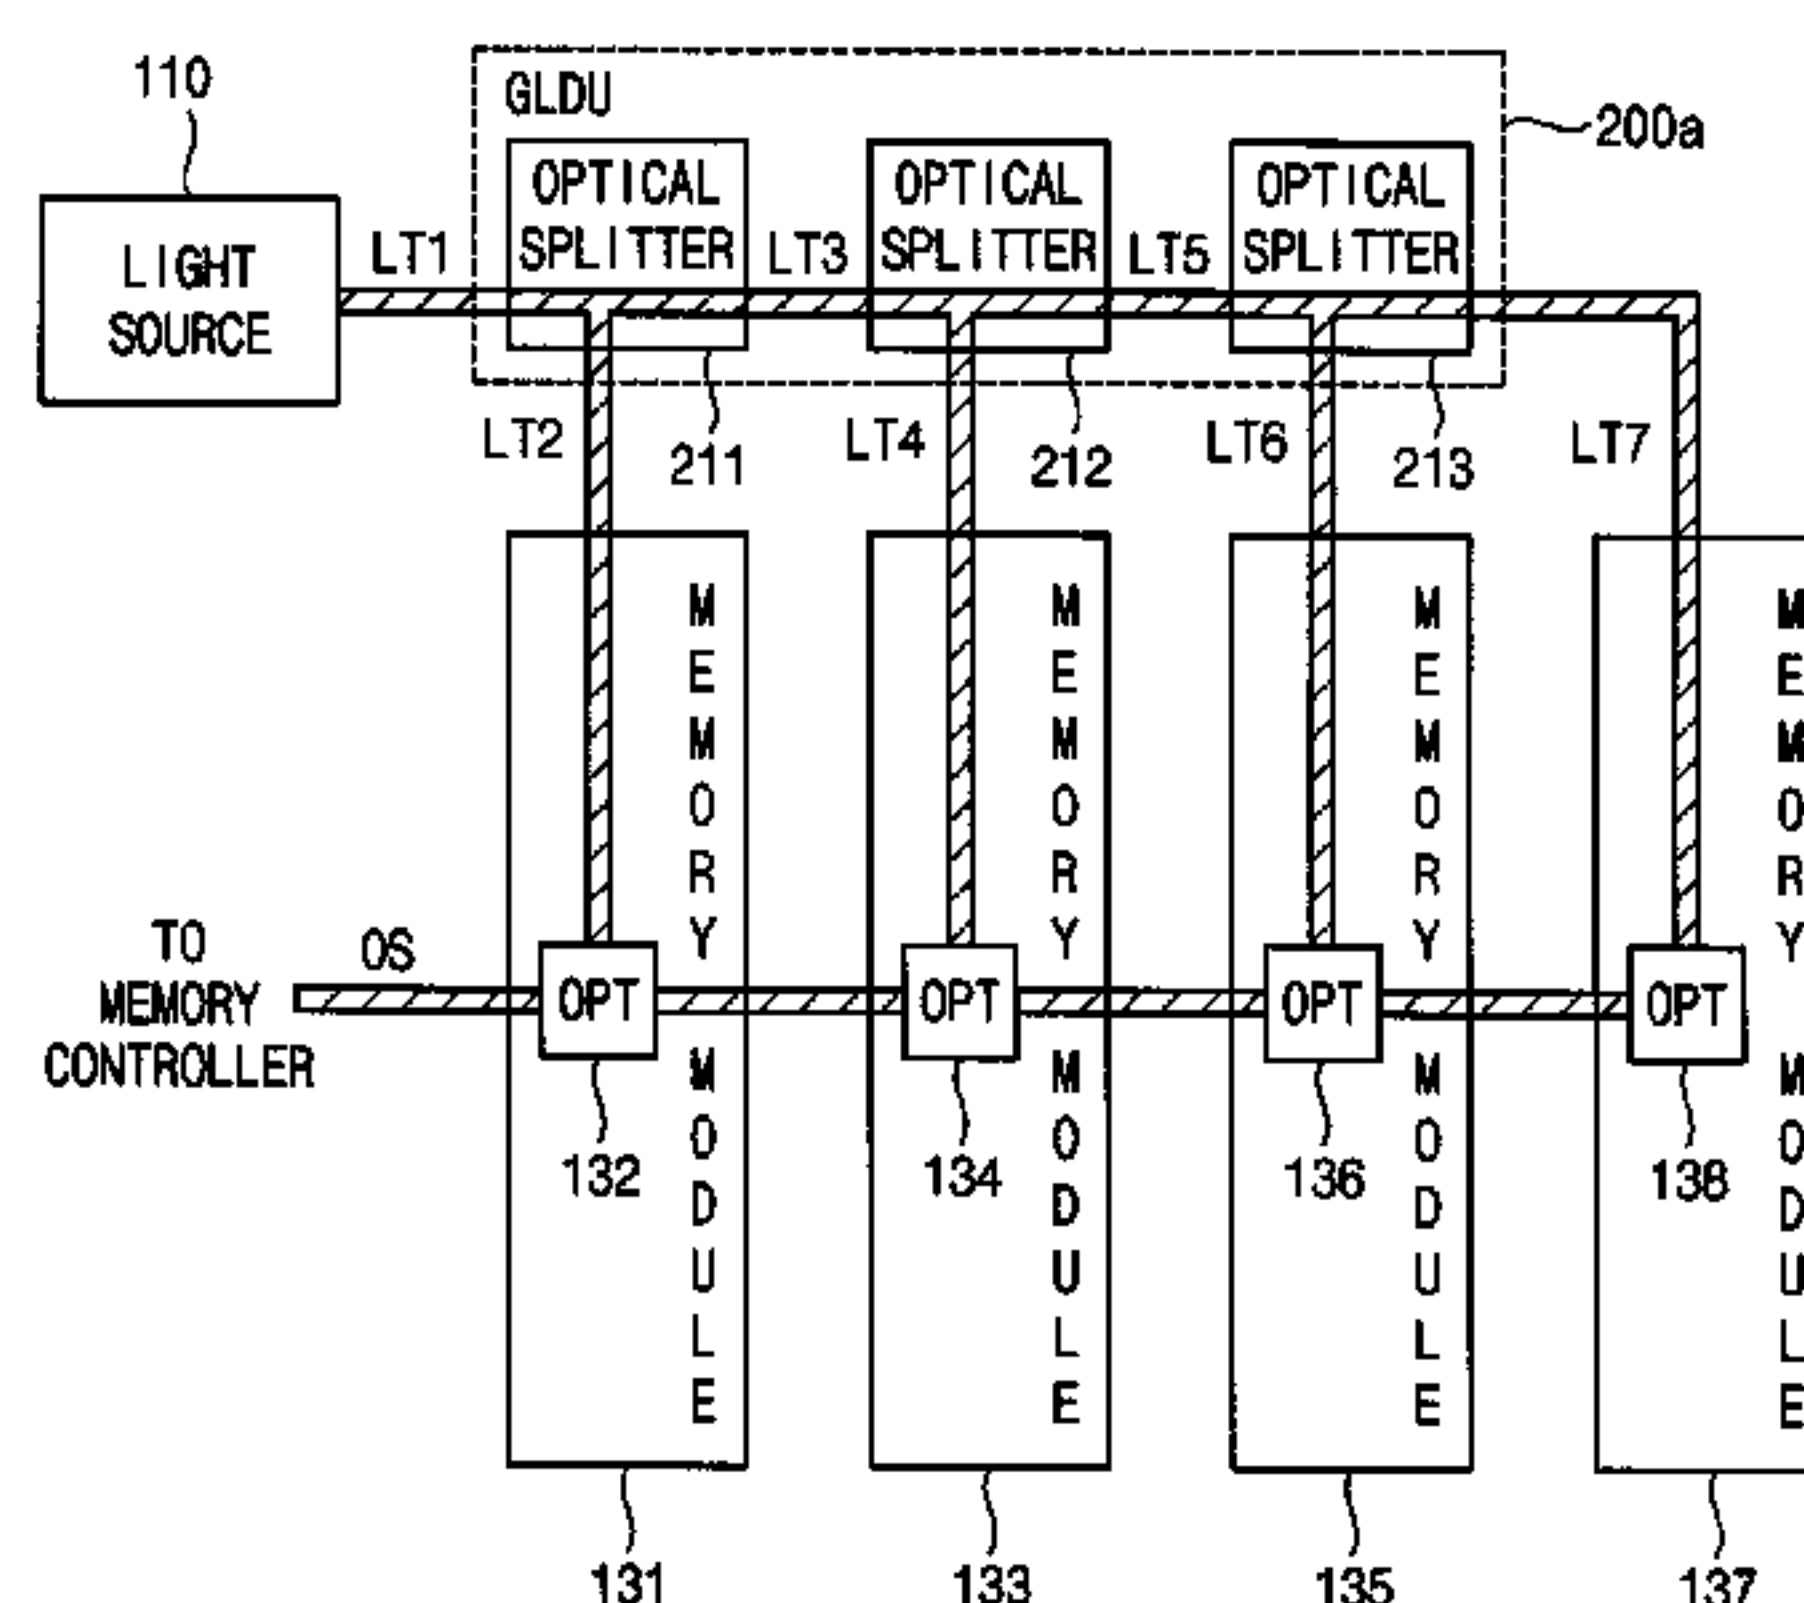 110
GLDU
200a
OPTICAL
SPLITTER
OPTICAL
SPLITTER
OPTICAL
SPLITTER
LIGHT
SOURCE
LT1
LT3
LT5
LT2
211
LT4
212
LT6
213
LT7
MEMORY MODULE
MEMORY MODULE
MEMORY MODULE
MEMORY MODULE
TO
MEMORY
CONTROLLER
OS
OPT
OPT
OPT
OPT
132
134
136
138
131
133
135
137